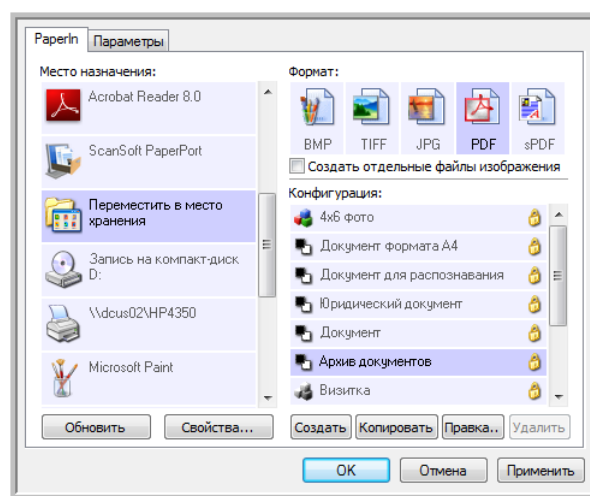 PaperIn
Параметры
Место назначения:
Acrobat Reader 8.0
ScanSoft PaperPort
Переместить в место
хранения
Запись на компакт-диск
D:
\\dcus02\HP4350
Microsoft Paint
Обновить
Свойства...
Формат:
BMP
TIFF
JPG
PDF
sPDF
Создать отдельные файлы изображения
Конфигурация:
4x6 фото
Документ формата A4
Документ для распознавания
Юридический документ
Документ
Архив документов
Визитка
Создать
Копировать
Правка..
Удалить
OK
Отмена
Применить